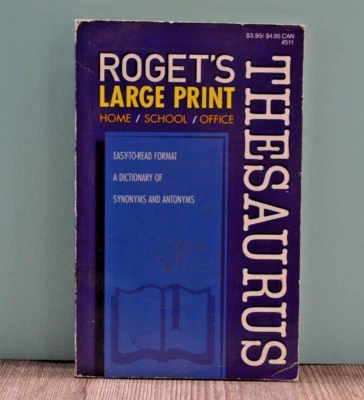 $3.95/ $4.95 CAN
#511
ROGET'S
LARGE PRINT
HOME / SCHOOL / OFFICE
THESAURUS
EASY-TO-READ FORMAT
A DICTIONARY OF
SYNONYMS AND ANTONYMS